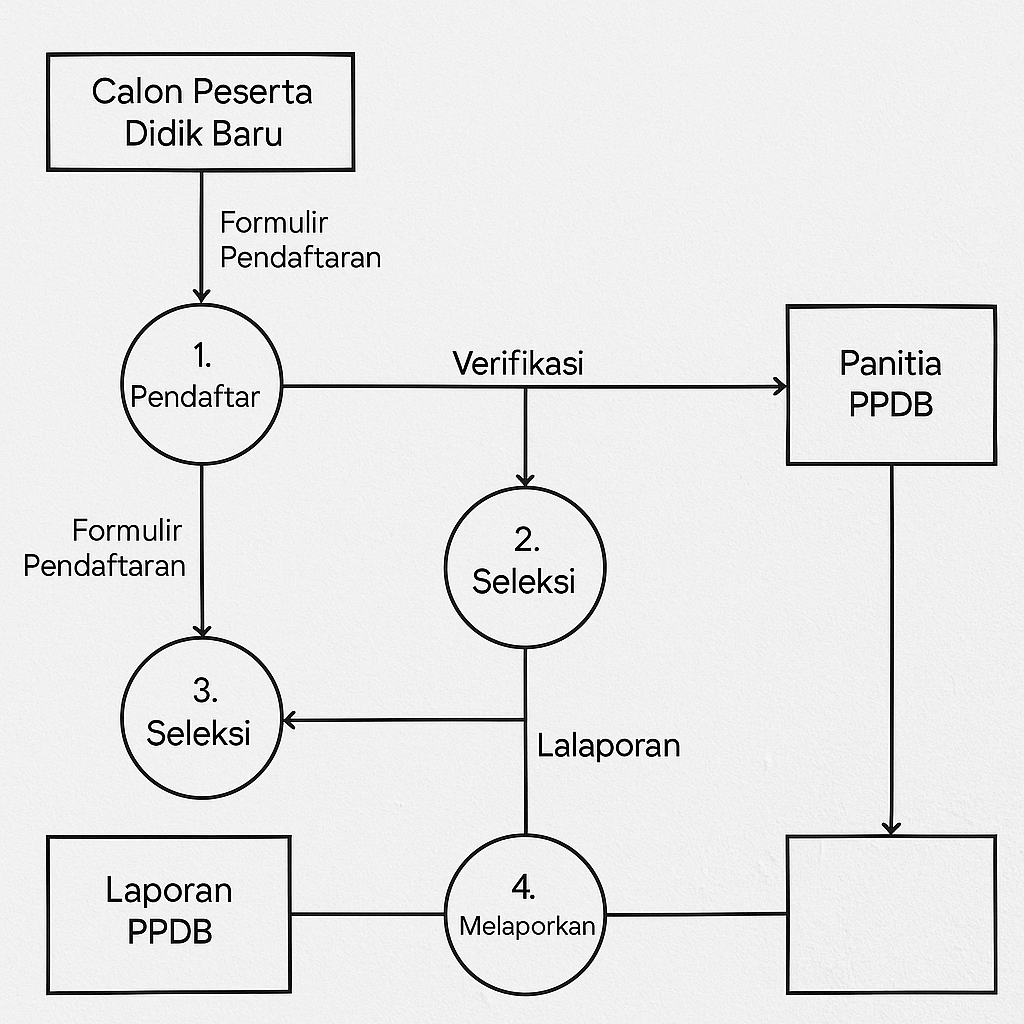 Calon Peserta
Didik Baru
Formulir
Pendaftaran
1.
Pendaftar
Verifikasi
Panitia
PPDB
Formulir
Pendaftaran
2.
Seleksi
3.
Seleksi
Lalaporan
Laporan
PPDB
4.
Melaporkan